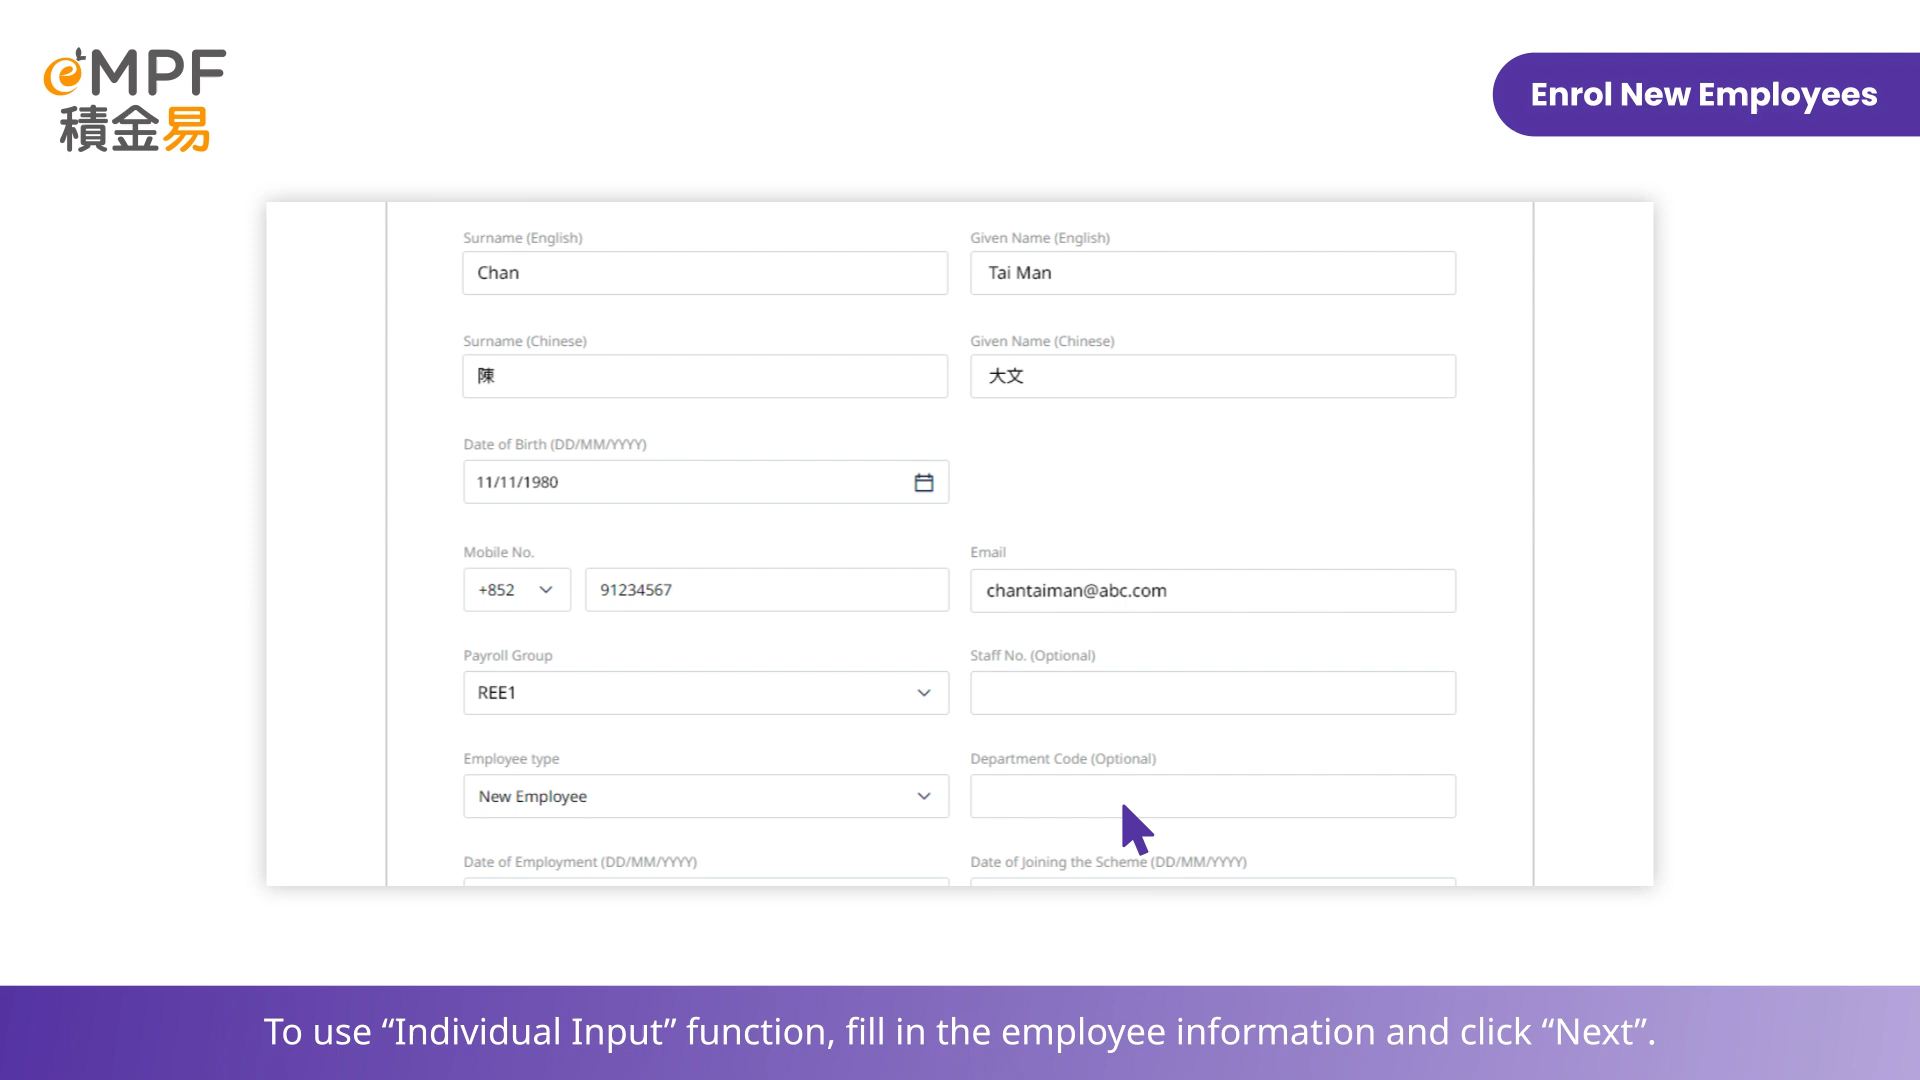 eMPF
積金易
Enrol New Employees
Surname (English)
Given Name (English)
Chan
Tai Man
Surname (Chinese)
Given Name (Chinese)
陳
大文
Date of Birth (DD/MM/YYYY)
11/11/1980
Mobile No.
Email
+852
91234567
chantaiman@abc.com
Payroll Group
Staff No. (Optional)
REE1
Employee type
Department Code (Optional)
New Employee
Date of Employment (DD/MM/YYYY)
Date of Joining the Scheme (DD/MM/YYYY)
To use “Individual Input” function, fill in the employee information and click “Next”.